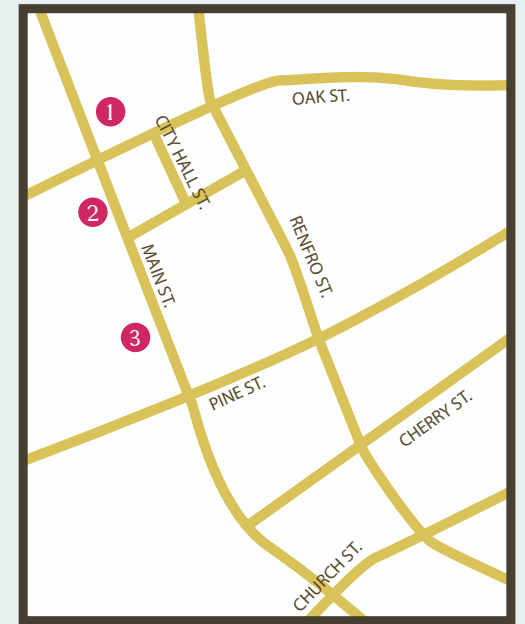 OAK ST.
1
CITY HALL ST.
2
RENFRO ST.
MAIN ST.
3
PINE ST.
CHERRY ST.
CHURCH ST.